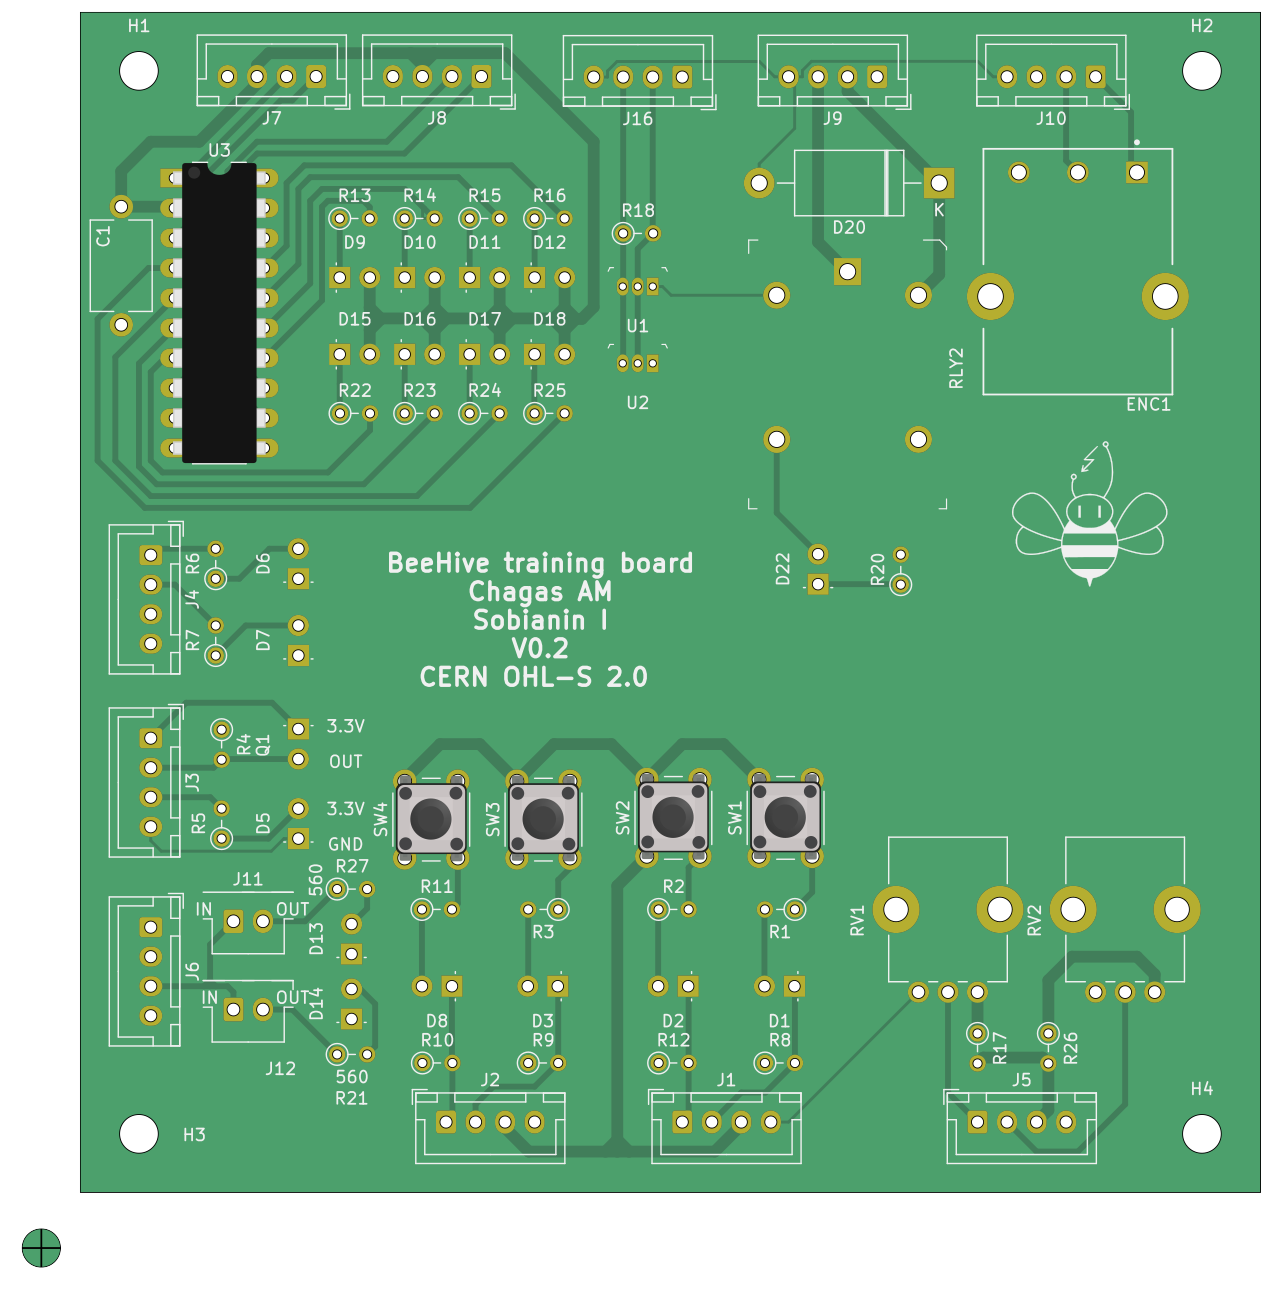 H1
H2
J7
J8
J16
J9
J10
U3
R13
R14
R15
R16
R18
K
C1
D9
D10
D11
D12
D20
D15
D16
D17
D18
U1
RLY2
R22
R23
R24
R25
U2
ENC1
BeeHive training board
Chagas AM
Sobianin I
V0.2
CERN OHL-S 2.0
R6
D6
J4
R7
D7
D22
R20
R4
Q1
3.3V
OUT
J3
R5
D5
3.3V
GND
SW4
SW3
SW2
SW1
J11
560
R27
IN
OUT
D13
R11
R3
R2
R1
RV1
RV2
J6
IN
OUT
D14
D8
D3
D2
D1
R10
R9
R12
R8
R17
R26
J12
560
R21
J2
J1
J5
H4
H3